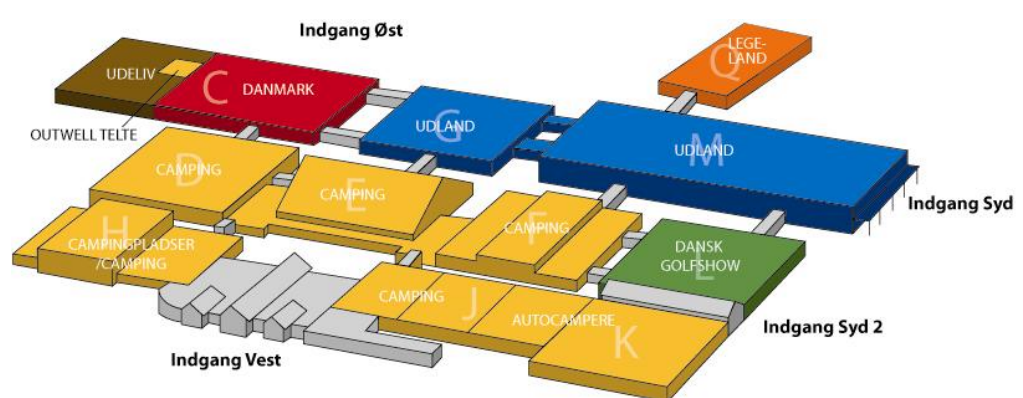 Indgang Øst
Q
LEGE-
LAND
UDELIV
C
DANMARK
OUTWELL TELTE
G
UDLAND
M
UDLAND
D
CAMPING
E
CAMPING
Indgang Syd
H
CAMPINGPLADSER
/CAMPING
F
CAMPING
L
DANSK
GOLFSHOW
CAMPING
J
AUTOCAMPERE
K
Indgang Syd 2
Indgang Vest